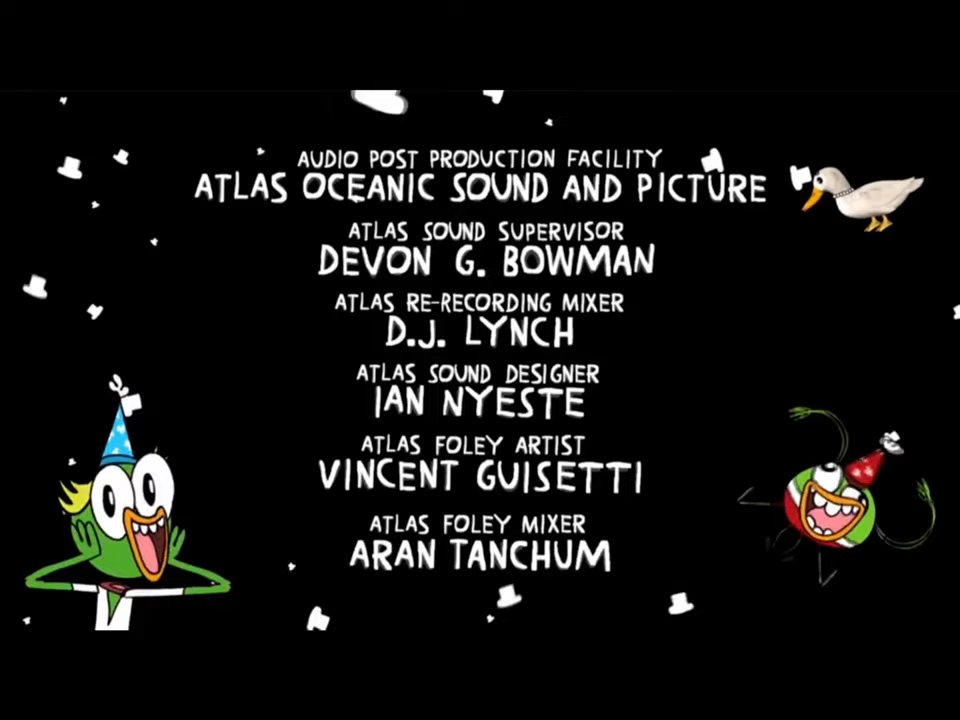 AUDIO POST PRODUCTION FACILITY
ATLAS OCEANIC SOUND AND PICTURE
ATLAS SOUND SUPERVISOR
DEVON G. BOWMAN
ATLAS RE-RECORDING MIXER
D.J. LYNCH
ATLAS SOUND DESIGNER
IAN NYESTE
ATLAS FOLEY ARTIST
VINCENT GUISETTI
ATLAS FOLEY MIXER
ARAN TANCHUM